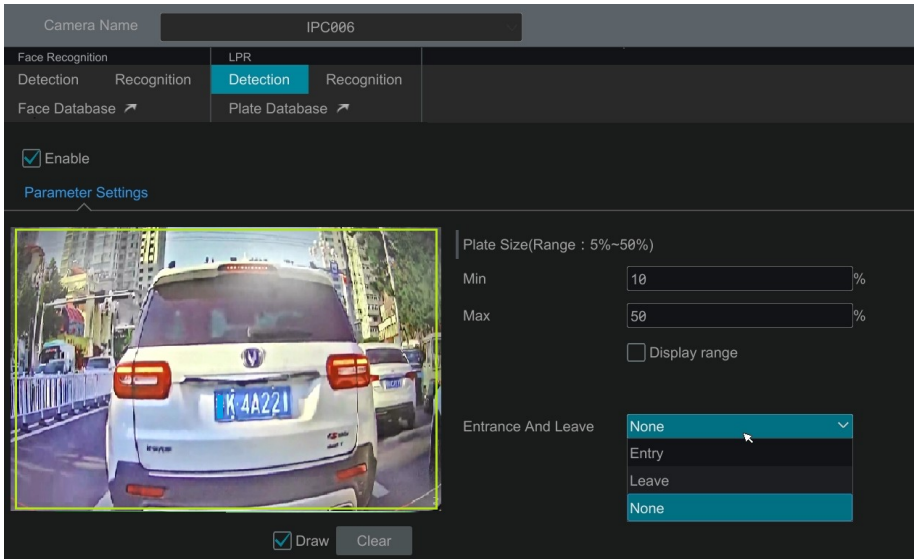 Camera Name IPC006
Face Recognition LPR
Detection Recognition Detection Recognition
Face Database Plate Database
Enable
Parameter Settings
K·4A221
Plate Size(Range : 5%~50%)
Min 10 %
Max 50 %
Display range
Entrance And Leave None
Entry
Leave
None
Draw Clear